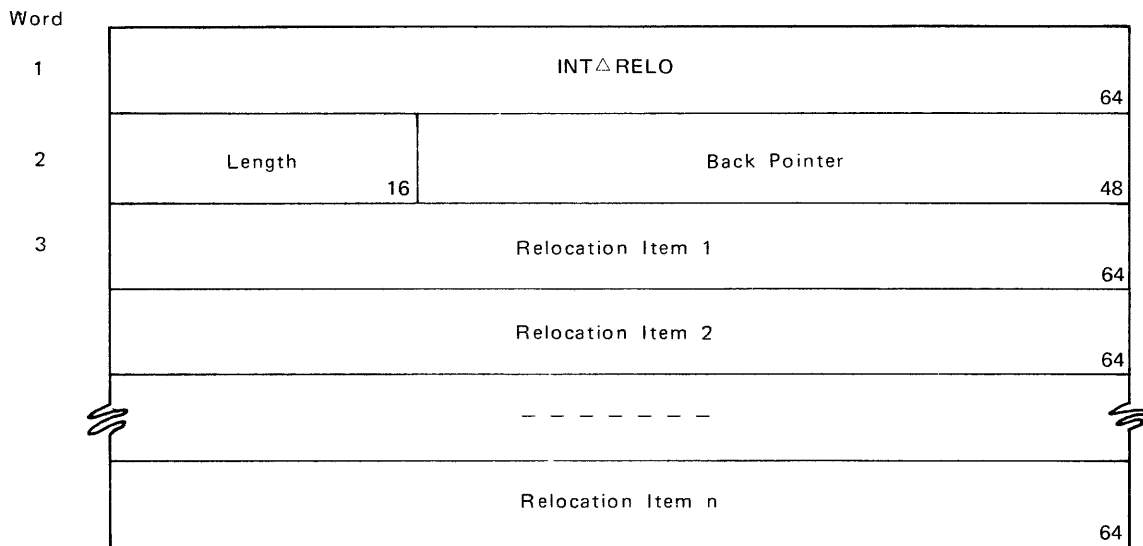 Word
1 INT△RELO
64
2 Length Back Pointer
16 48
3 Relocation Item 1
64
Relocation Item 2
64
– – – – – – –
Relocation Item n
64